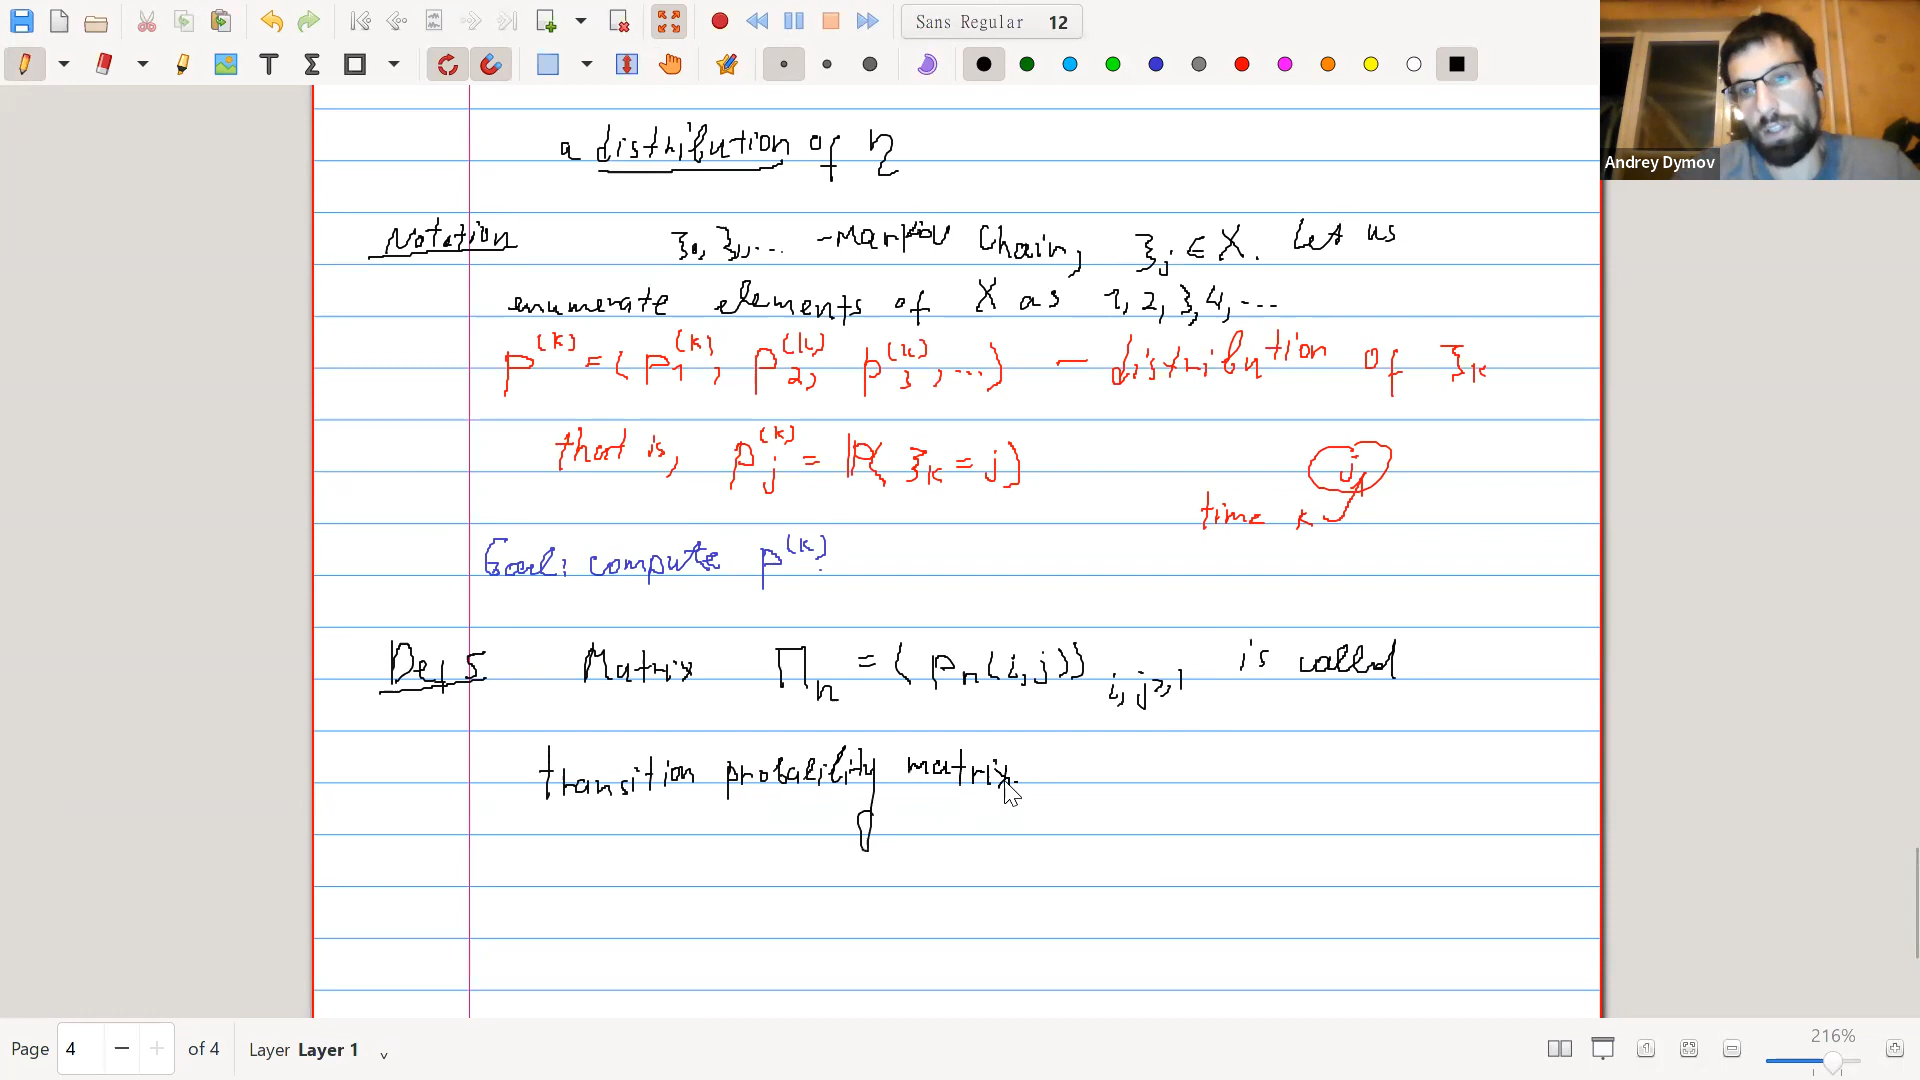 Sans Regular 12
Andrey Dymov
a distribution of η
Notation ξ₀, ξ₁, ... - Markov Chain, ξⱼ ∈ X. Let us
enumerate elements of X as 1, 2, 3, 4, ...
p^(k) = (p₁^(k), p₂^(k), p₃^(k), ...) — distribution of ξₖ
that is, pⱼ^(k) = ℙ(ξₖ = j)
j
time k
Goal: compute p^(k).
Def 5 Matrix Πₙ = (pₙ(i,j))_{i,j≥1} is called
transition probability matrix.
Page 4 of 4 Layer Layer 1 216%